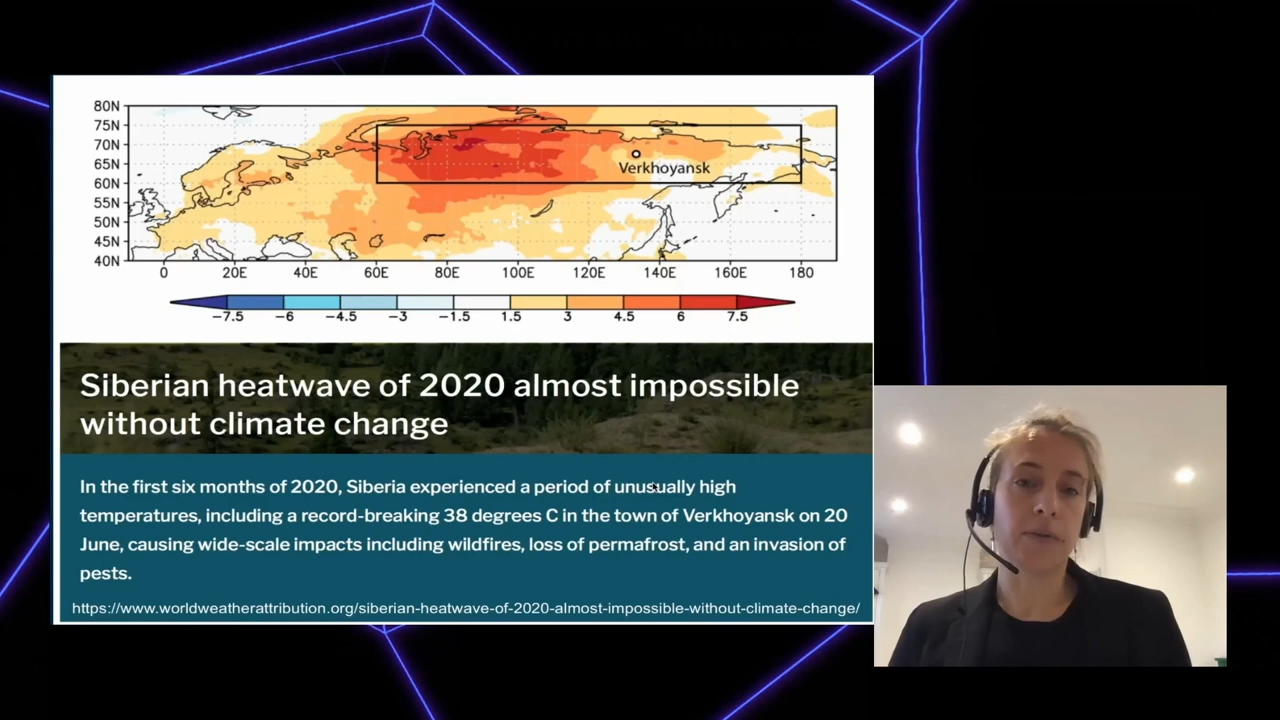 80N
75N
70N
65N
60N
55N
50N
45N
40N
Verkhoyansk
0 20E 40E 60E 80E 100E 120E 140E 160E 180
−7.5 −6 −4.5 −3 −1.5 1.5 3 4.5 6 7.5
Siberian heatwave of 2020 almost impossible
without climate change
In the first six months of 2020, Siberia experienced a period of unusually high
temperatures, including a record-breaking 38 degrees C in the town of Verkhoyansk on 20
June, causing wide-scale impacts including wildfires, loss of permafrost, and an invasion of
pests.
https://www.worldweatherattribution.org/siberian-heatwave-of-2020-almost-impossible-without-climate-change/